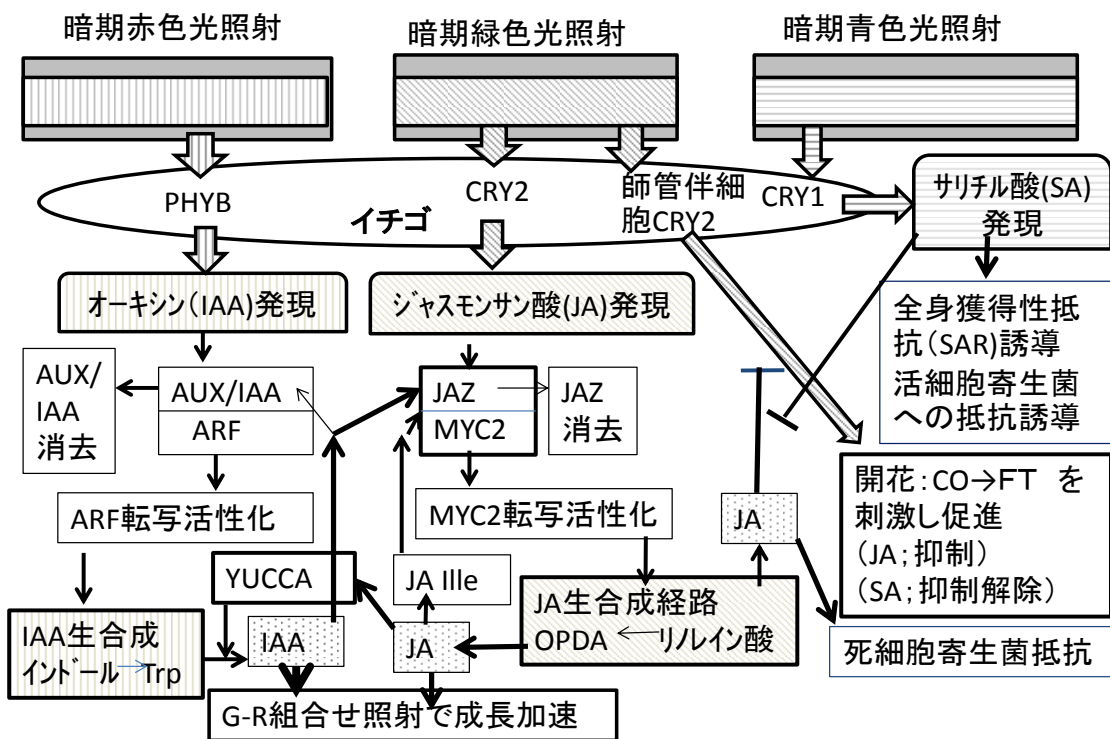 暗期赤色光照射
暗期緑色光照射
暗期青色光照射
PHYB
CRY2
師管伴細
胞CRY2
CRY1
イチゴ
サリチル酸(SA)
発現
オーキシン(IAA)発現
ジャスモンサン酸(JA)発現
全身獲得性抵
抗(SAR)誘導
活細胞寄生菌
への抵抗誘導
AUX/
IAA
消去
AUX/IAA
ARF
JAZ
MYC2
JAZ
消去
ARF転写活性化
MYC2転写活性化
JA
開花:CO→FT を
刺激し促進
(JA;抑制)
(SA;抑制解除)
YUCCA
JA Ille
JA生合成経路
OPDA ← リノレイン酸
IAA生合成
インドール→Trp
IAA
JA
死細胞寄生菌抵抗
G-R組合せ照射で成長加速